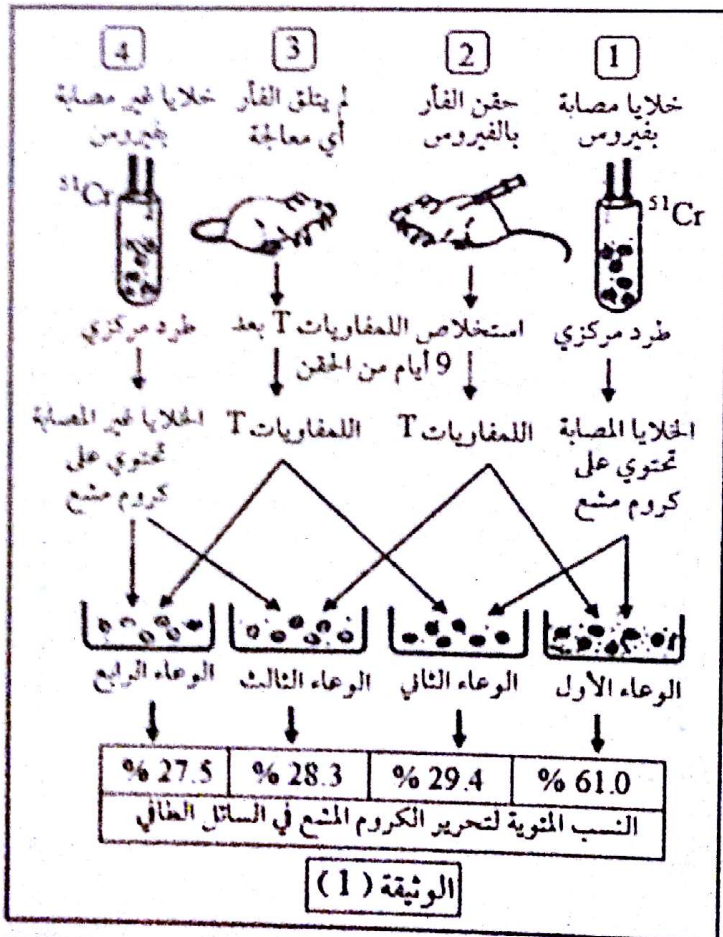 1
خلايا مصابة
بفيروس
51Cr
طرد مركزي
الخلايا المصابة
تحتوي على
كروم مشع
2
حقن الفأر
بالفيروس
3
لم يتلق الفأر
أي معالجة
استخلاص اللمفاويات T بعد
9 أيام من الحقن
اللمفاويات T
اللمفاويات T
4
خلايا غير مصابة
بفيروس
51Cr
طرد مركزي
الخلايا غير المصابة
تحتوي على
كروم مشع
الوعاء الأول
الوعاء الثاني
الوعاء الثالث
الوعاء الرابع
% 61.0
% 29.4
% 28.3
% 27.5
النسب المئوية لتحرير الكروم المشع في السائل الطافي
الوثيقة ( 1 )